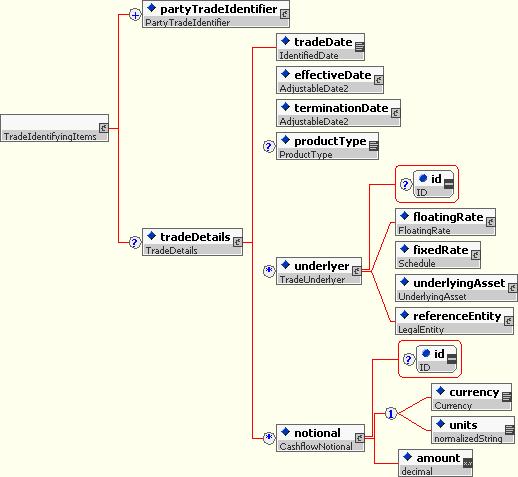 partyTradeIdentifier
PartyTradeIdentifier
tradeDate
IdentifiedDate
effectiveDate
AdjustableDate2
terminationDate
AdjustableDate2
TradeIdentifyingItems
productType
ProductType
id
ID
tradeDetails
TradeDetails
floatingRate
FloatingRate
fixedRate
Schedule
underlyer
TradeUnderlyer
underlyingAsset
UnderlyingAsset
referenceEntity
LegalEntity
id
ID
currency
Currency
1
units
normalizedString
notional
CashflowNotional
amount
decimal